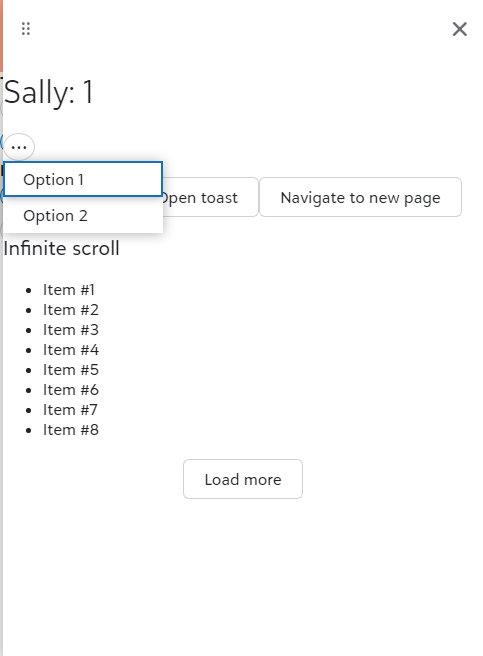 Sally: 1
...
Option 1
Option 2
Open toast
Navigate to new page
Infinite scroll
Item #1
Item #2
Item #3
Item #4
Item #5
Item #6
Item #7
Item #8
Load more